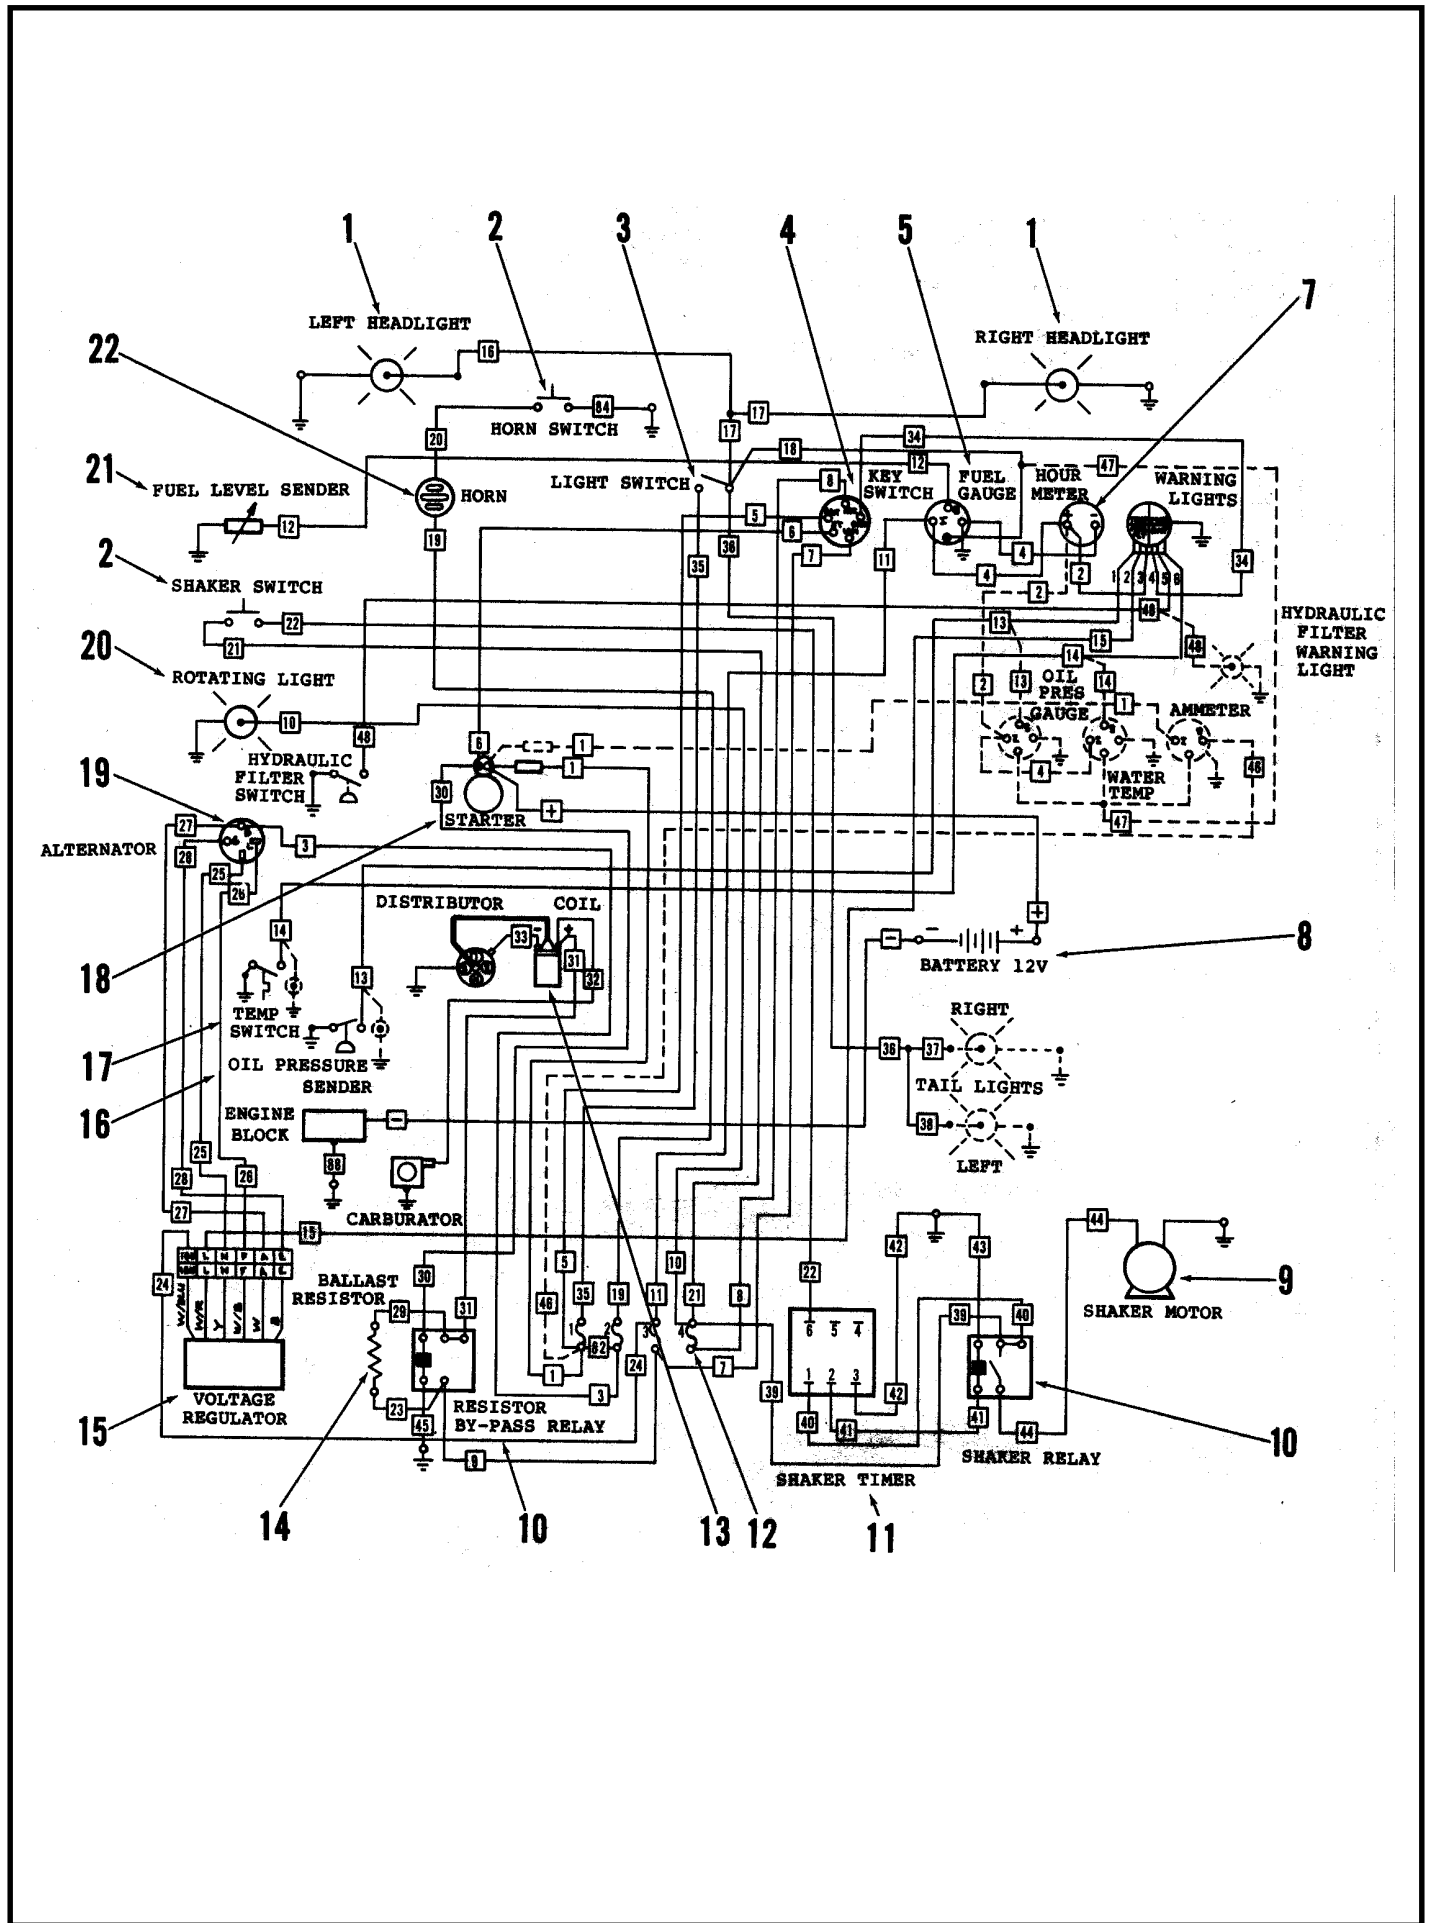 1
2
3
4
5
1
7
LEFT HEADLIGHT
RIGHT HEADLIGHT
22
16
17
84
HORN SWITCH
20
17
34
18
12
47
21
FUEL LEVEL SENDER
HORN
LIGHT SWITCH
8
KEY
SWITCH
FUEL
GAUGE
HOUR
METER
WARNING
LIGHTS
12
19
5
6
7
36
35
11
4
4
2
34
2
SHAKER SWITCH
1 2 3 4 5 6
2
48
22
21
13
15
48
14
HYDRAULIC
FILTER
WARNING
LIGHT
20
ROTATING LIGHT
2
13
14
OIL
PRES
GAUGE
1
AMMETER
10
48
6
1
1
HYDRAULIC
FILTER
SWITCH
4
WATER
TEMP
46
47
19
30
+
STARTER
27
28
3
ALTERNATOR
25
26
DISTRIBUTOR
COIL
33
-
+
31
32
+
14
13
-
-
+
BATTERY 12V
8
18
TEMP
SWITCH
17
OIL PRESSURE
SENDER
RIGHT
36
37
TAIL LIGHTS
38
LEFT
16
ENGINE
BLOCK
-
88
25
28
26
27
CARBURATOR
15
44
42
43
L N F A E
L N F A E
24
W/BLU
W/R
Y
W/B
W
B
BALLAST
RESISTOR
30
29
31
5
35
46
19
11
10
21
8
22
6 5 4
39
40
9
SHAKER MOTOR
1
2
3
4
82
24
1
7
3
39
1 2 3
42
VOLTAGE
REGULATOR
15
23
45
RESISTOR
BY-PASS RELAY
40
41
41
44
9
SHAKER RELAY
10
SHAKER TIMER
14
10
13
12
11